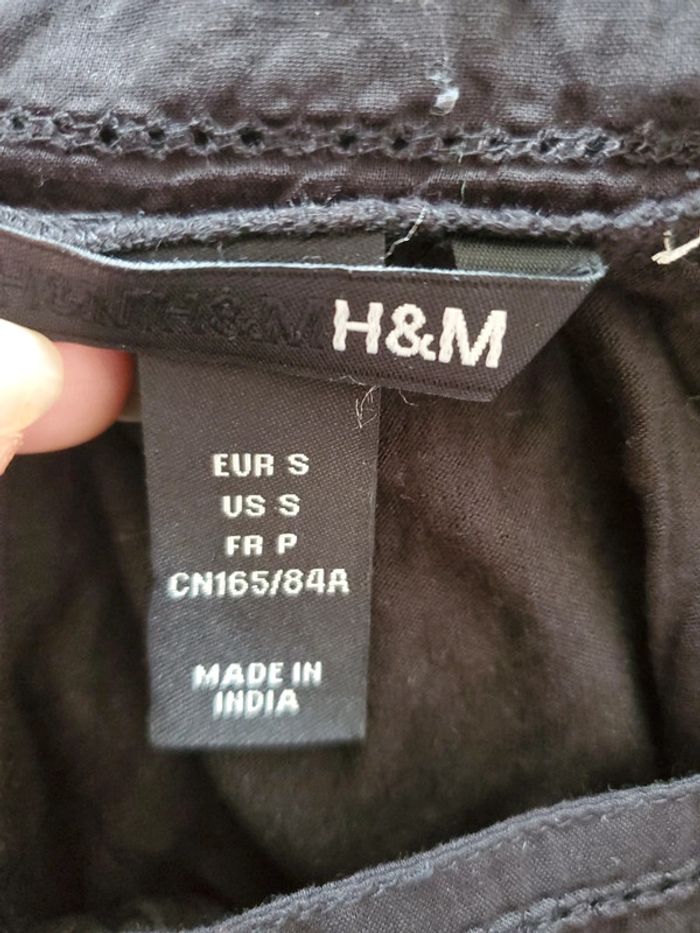 H&M
EUR S
US S
FR P
CN165/84A
MADE IN
INDIA